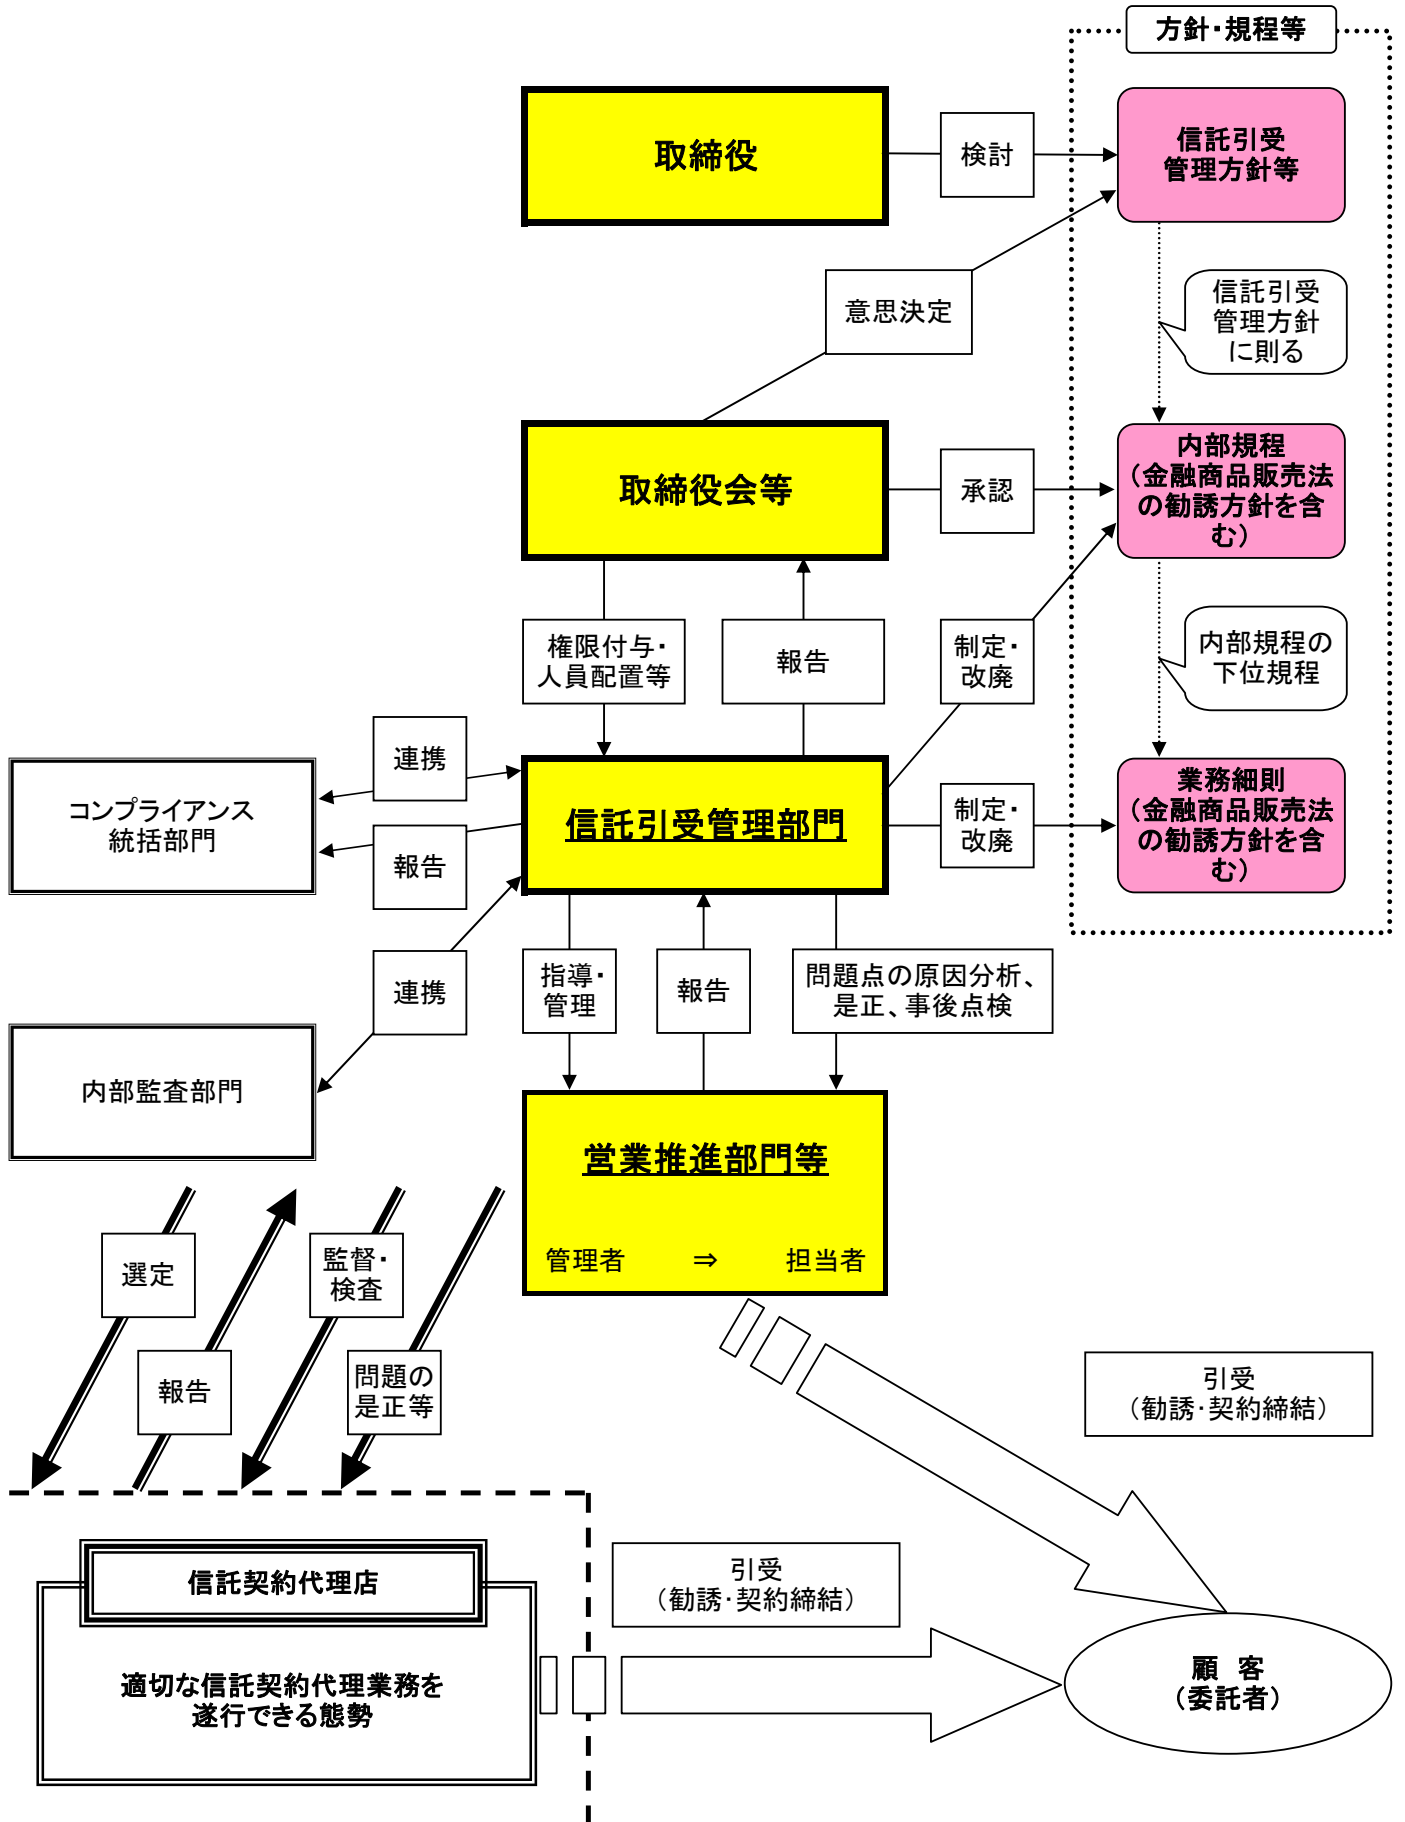 方針・規程等
取締役
検討
信託引受
管理方針等
意思決定
信託引受
管理方針
に則る
取締役会等
承認
内部規程
（金融商品販売法
の勧誘方針を含
む）
権限付与・
人員配置等
報告
制定・
改廃
内部規程の
下位規程
連携
コンプライアンス
統括部門
報告
信託引受管理部門
制定・
改廃
業務細則
（金融商品販売法
の勧誘方針を含
む）
連携
指導・
管理
報告
問題点の原因分析、
是正、事後点検
内部監査部門
営業推進部門等
管理者　⇒　担当者
選定
報告
監督・
検査
問題の
是正等
引受
（勧誘・契約締結）
信託契約代理店
適切な信託契約代理業務を
遂行できる態勢
引受
（勧誘・契約締結）
顧　客
（委託者）